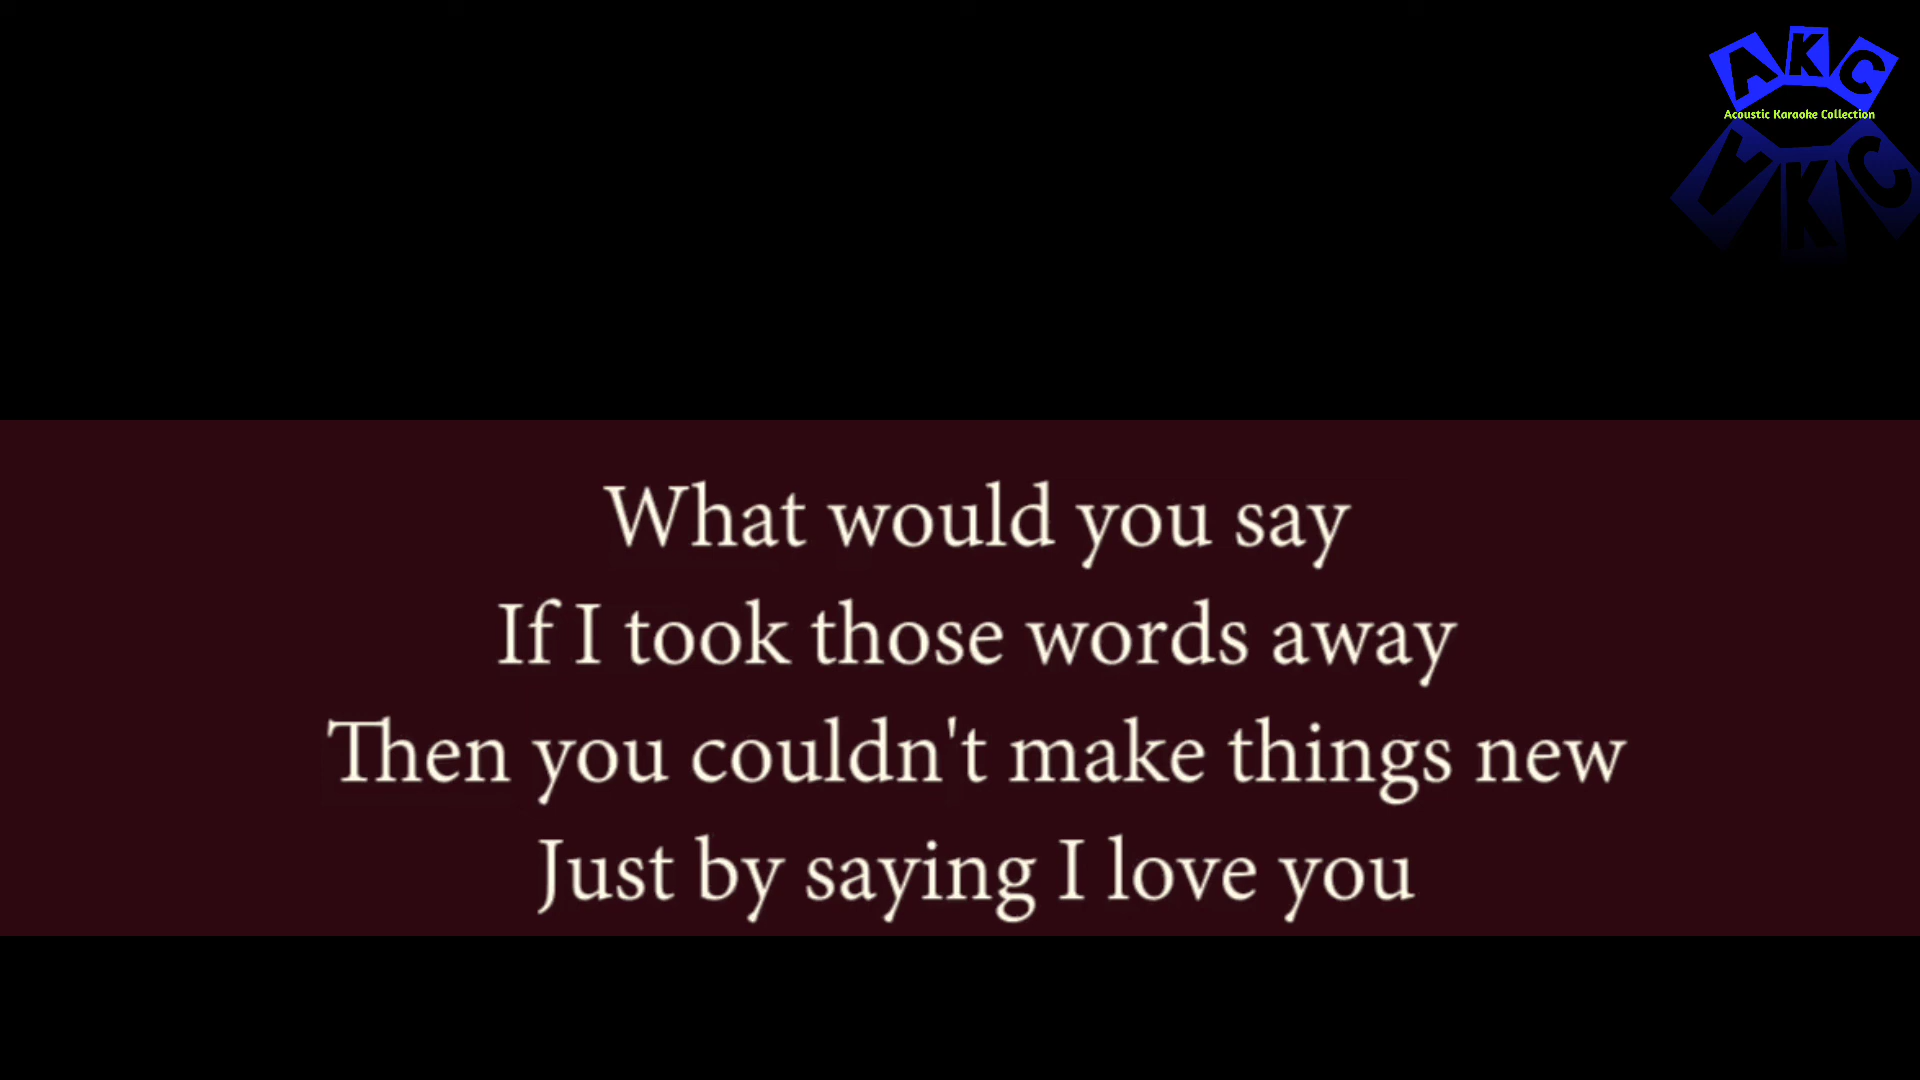 AKC
Acoustic Karaoke Collection
AKC
What would you say
If I took those words away
Then you couldn't make things new
Just by saying I love you